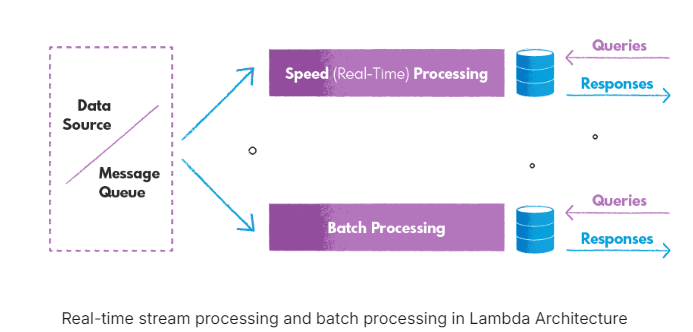 Data
Source
Message
Queue
Speed (Real-Time) Processing
Queries
Responses
Batch Processing
Queries
Responses
Real-time stream processing and batch processing in Lambda Architecture